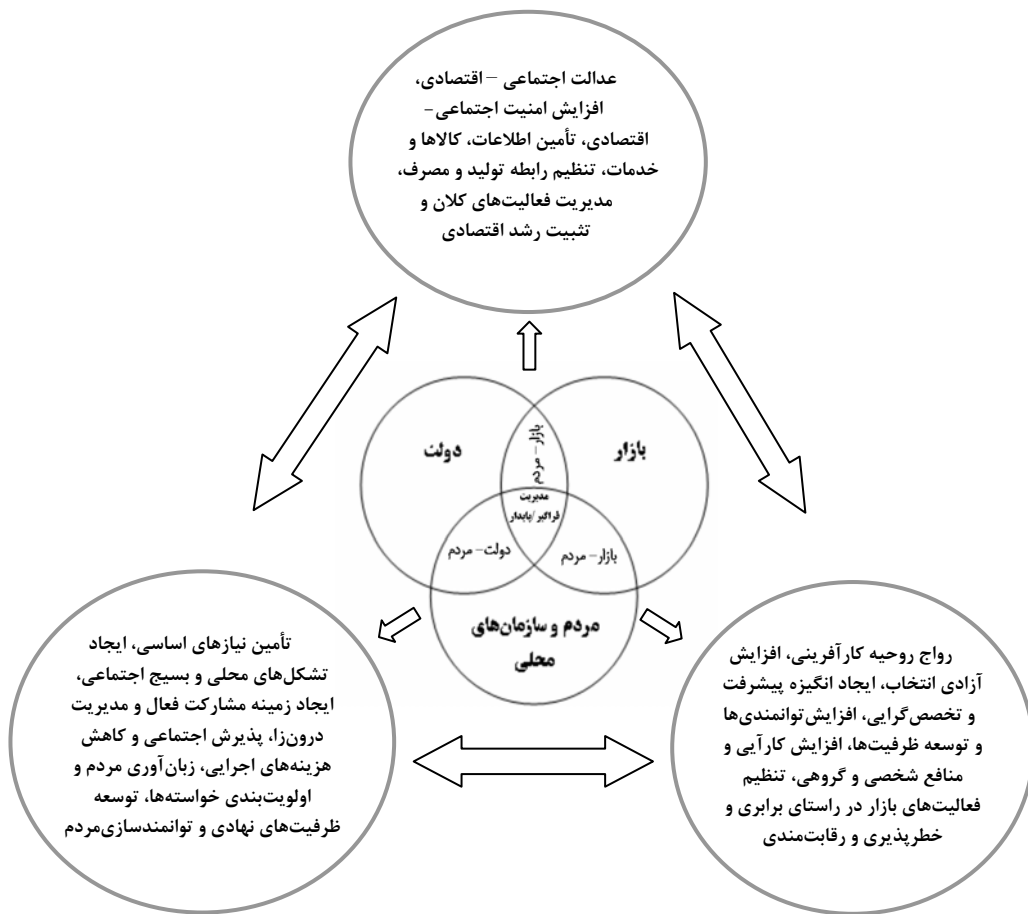 عدالت اجتماعی – اقتصادی،
افزایش امنیت اجتماعی-
اقتصادی، تأمین اطلاعات، کالاها و
خدمات، تنظیم رابطه تولید و مصرف،
مدیریت فعالیت‌های کلان و
تثبیت رشد اقتصادی
بازار
دولت
بازار- مردم
مدیریت
فراگیر/پایدار
بازار- مردم
دولت- مردم
مردم و سازمان‌های
محلی
رواج روحیه کارآفرینی، افزایش
آزادی انتخاب، ایجاد انگیزه پیشرفت
و تخصص‌گرایی، افزایش‌توانمندی‌ها
و توسعه ظرفیت‌ها، افزایش کارآیی و
منافع شخصی و گروهی، تنظیم
فعالیت‌های بازار در راستای برابری و
خطرپذیری و رقابت‌مندی
تأمین نیازهای اساسی، ایجاد
تشکل‌های محلی و بسیج اجتماعی،
ایجاد زمینه مشارکت فعال و مدیریت
درون‌زا، پذیرش اجتماعی و کاهش
هزینه‌های اجرایی، زبان‌آوری مردم و
اولویت‌بندی خواسته‌ها، توسعه
ظرفیت‌های نهادی و توانمندسازی‌مردم